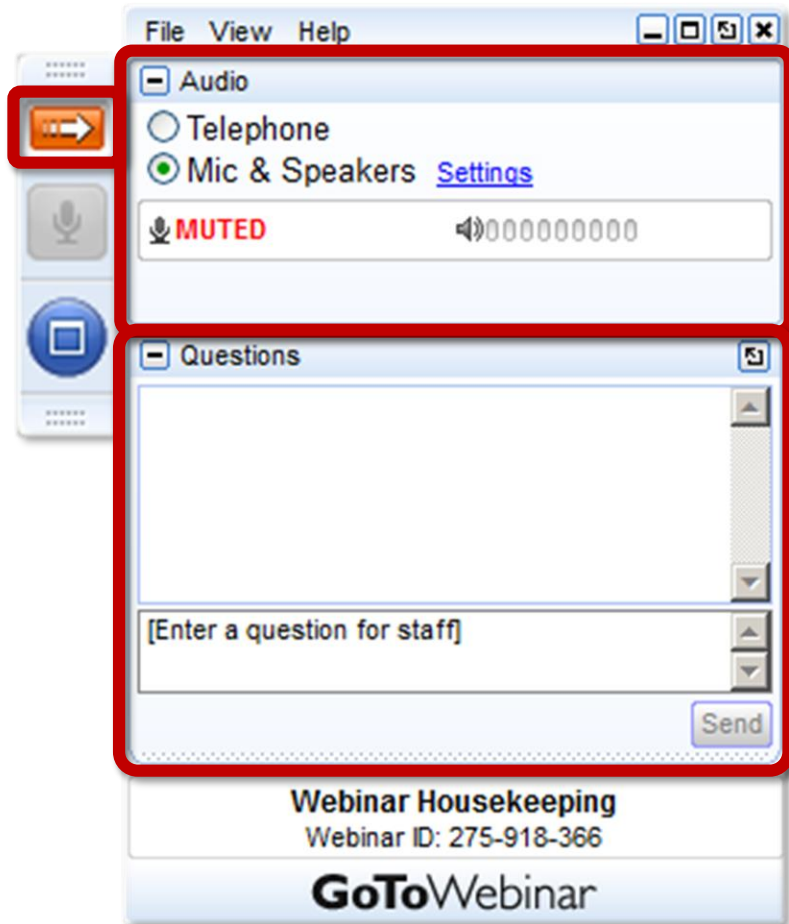 File View Help
Audio
Telephone
Mic & Speakers Settings
MUTED
Questions
[Enter a question for staff]
Send
Webinar Housekeeping
Webinar ID: 275-918-366
GoToWebinar